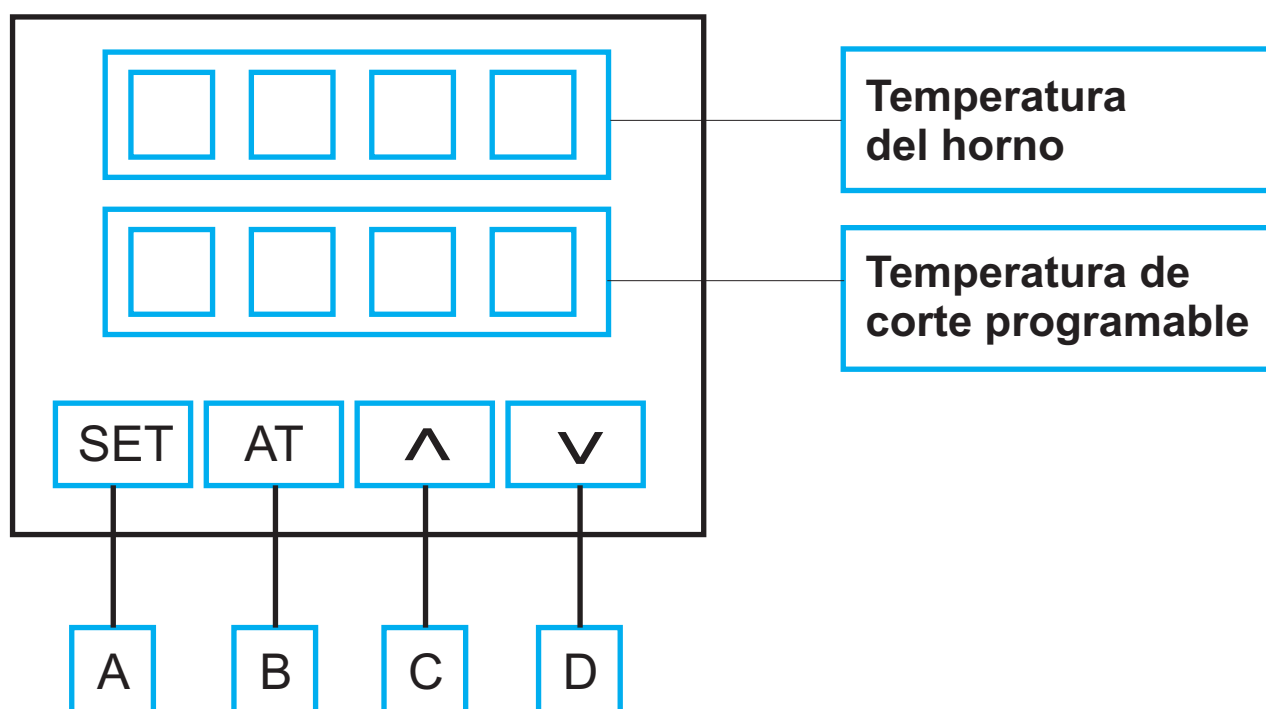 Temperatura
del horno
Temperatura de
corte programable
SET AT ∧ ∨
A B C D